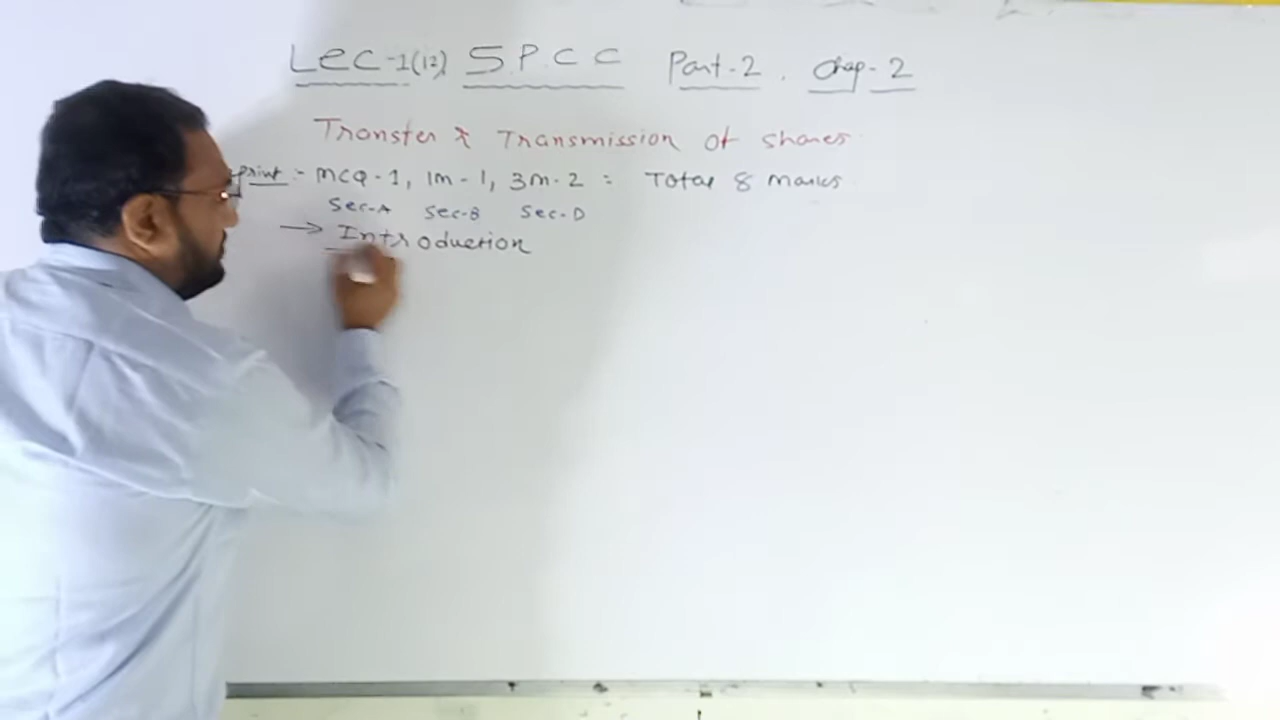 Lec-1(12) S.P.C.C Part-2. Chap-2
Transfer & Transmission of shares
print :- MCQ-1, 1M-1, 3M-2 = Total 8 Marks
Sec-A Sec-B Sec-D
→ Introduction